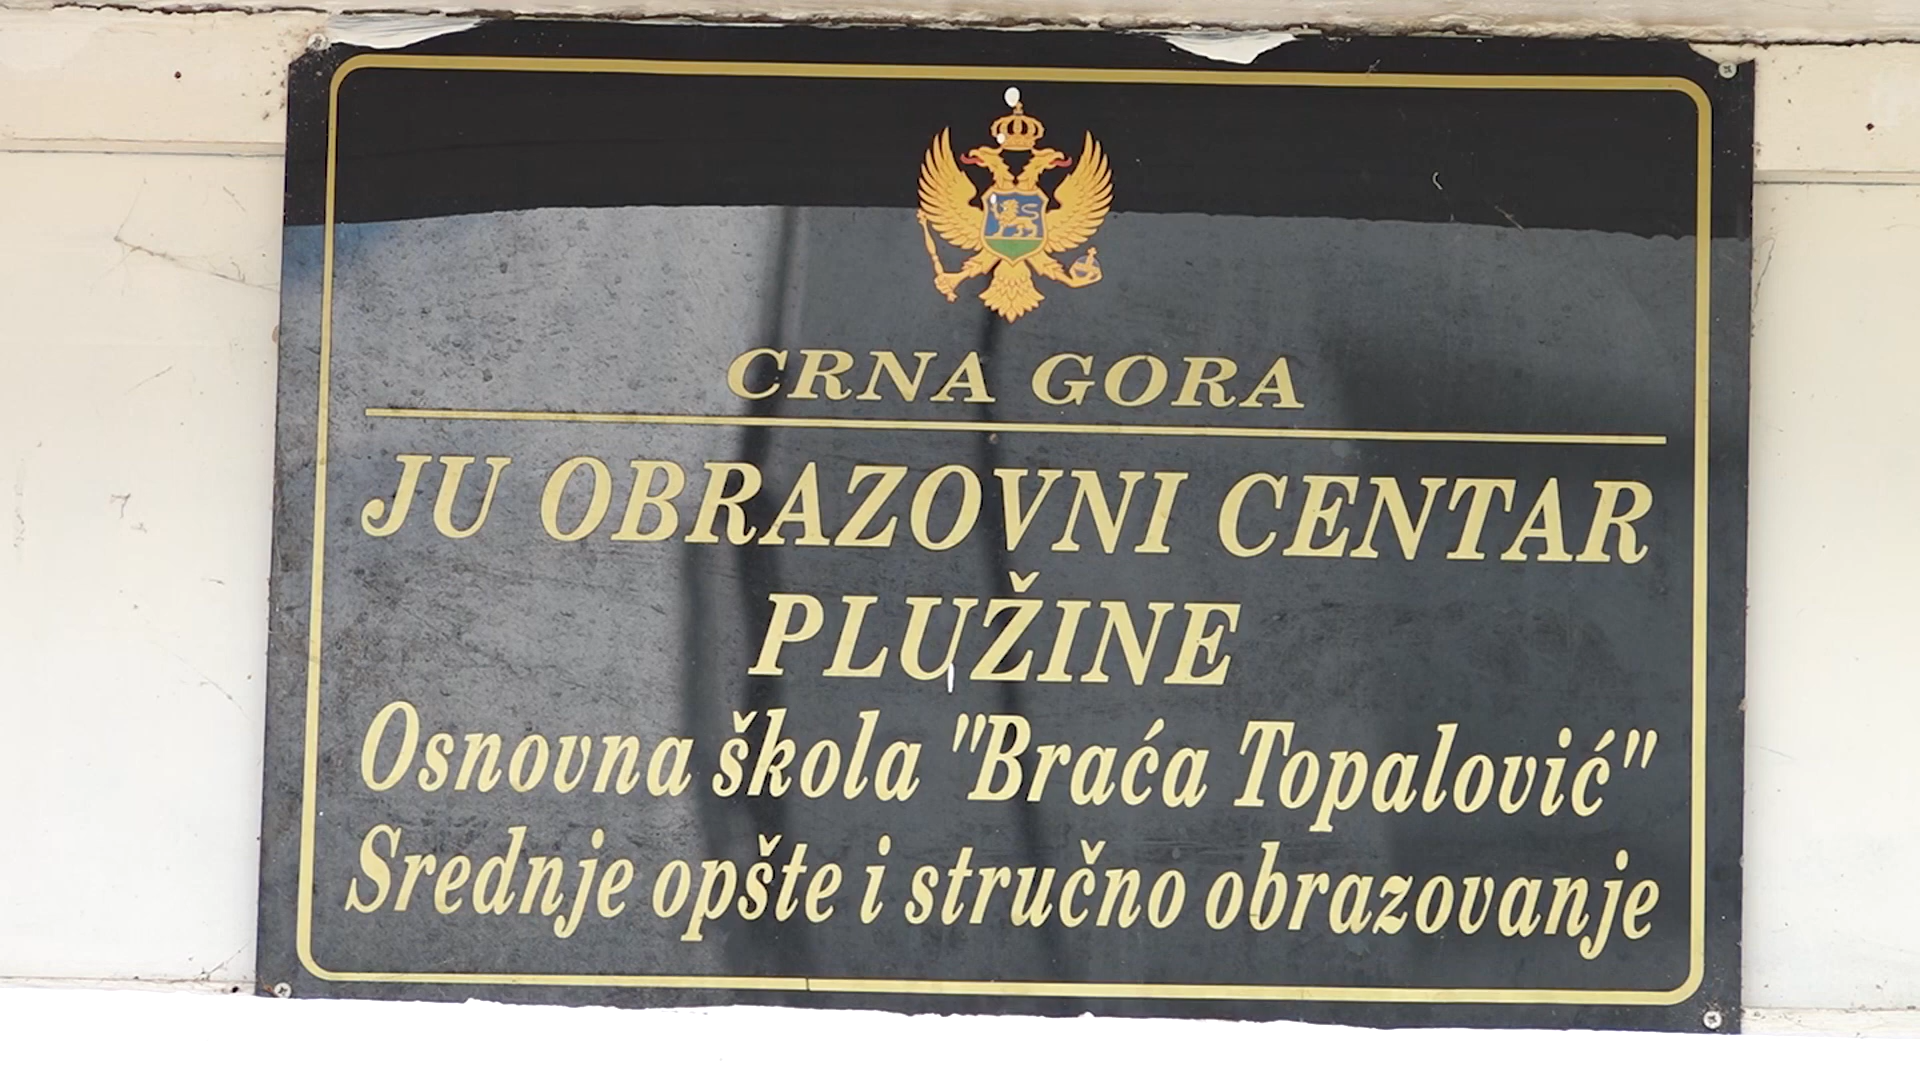 CRNA GORA
JU OBRAZOVNI CENTAR
PLUŽINE
Osnovna škola "Braća Topalović"
Srednje opšte i stručno obrazovanje